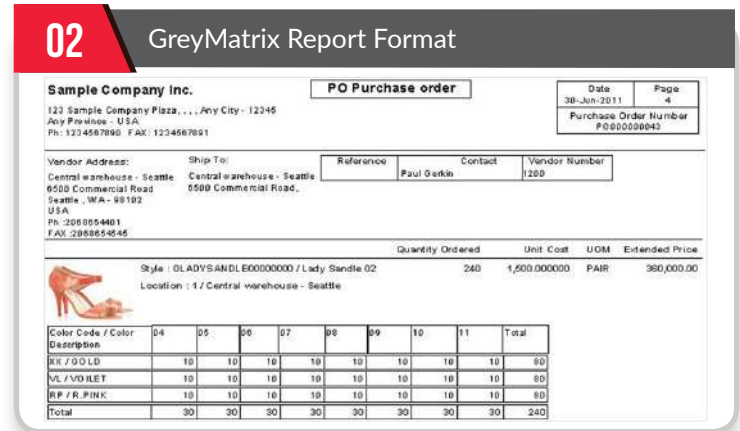 02 GreyMatrix Report Format
Sample Company Inc.
PO Purchase order
Date Page
30-Jun-2011 4
123 Sample Company Plaza, , , , Any City - 12345
Any Province - USA
Ph: 1234567890 FAX: 1234567891
Purchase Order Number
PO000000043
Vendor Address:
Central warehouse - Seattle
6500 Commercial Road
Seattle , WA - 98102
USA
Ph :2068654401
FAX :2068654545
Ship To:
Central warehouse - Seattle
6500 Commercial Road,
Reference Contact Vendor Number
Paul Gerkin 1200
Quantity Ordered Unit Cost UOM Extended Price
Style : 0LADYSANDLE00000000 / Lady Sandle 02 240 1,500.000000 PAIR 360,000.00
Location : 1 / Central warehouse - Seattle
Color Code / Color Description 04 05 06 07 08 09 10 11 Total
XX / GOLD 10 10 10 10 10 10 10 10 80
VL / VOILET 10 10 10 10 10 10 10 10 80
RP / R.PINK 10 10 10 10 10 10 10 10 80
Total 30 30 30 30 30 30 30 30 240